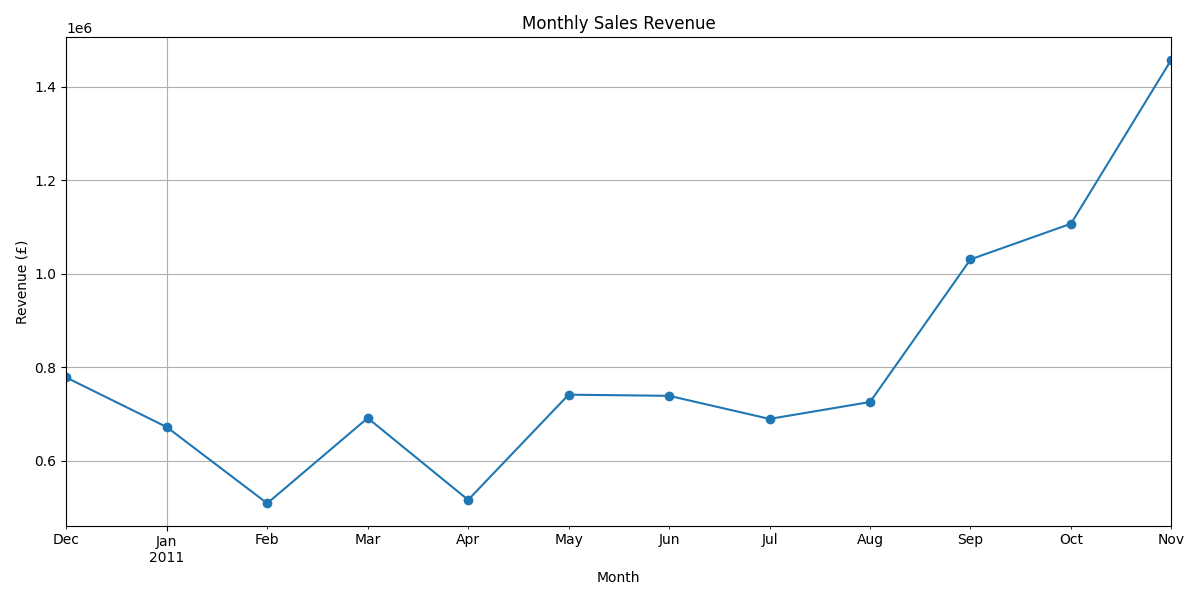 Monthly Sales Revenue
1e6
1.4
1.2
1.0
0.8
0.6
Revenue (£)
Dec Jan Feb Mar Apr May Jun Jul Aug Sep Oct Nov
2011
Month